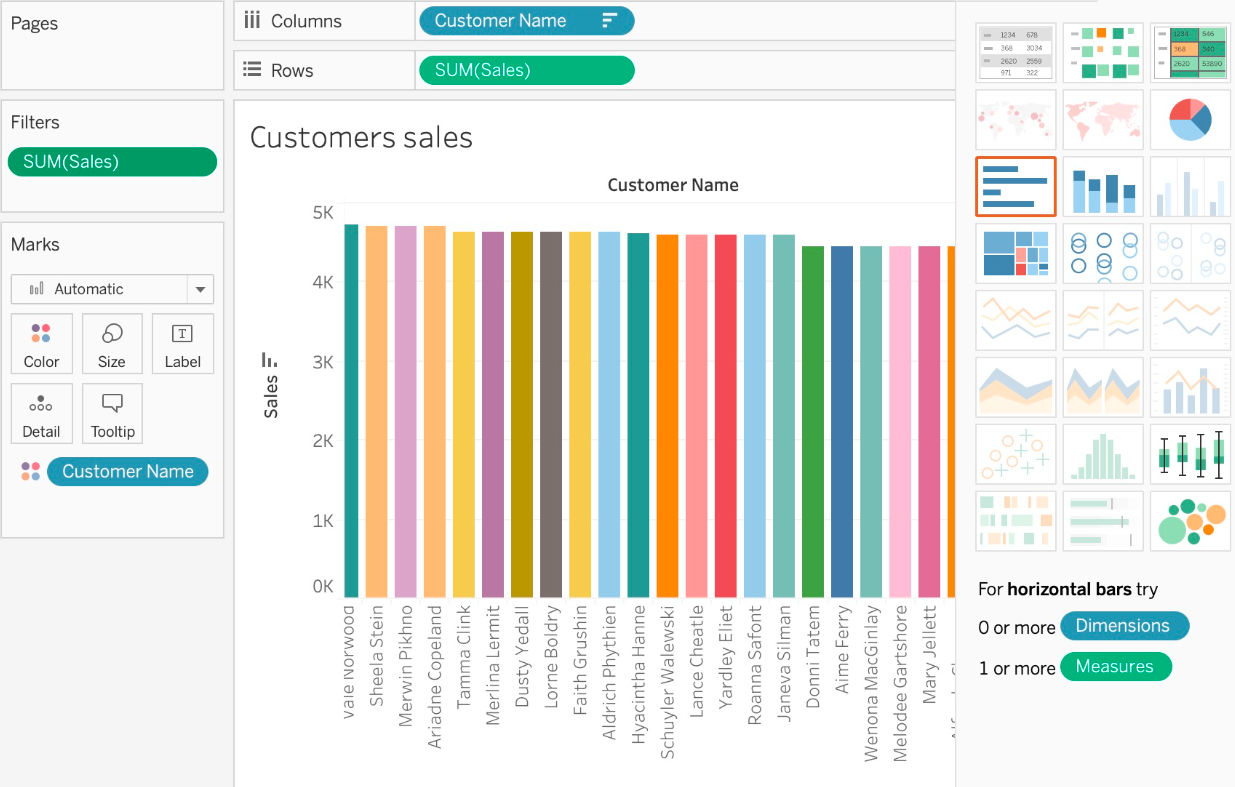 Pages
Columns
Customer Name
Rows
SUM(Sales)
Filters
SUM(Sales)
Marks
Automatic
Color
Size
Label
Detail
Tooltip
Customer Name
Customers sales
Customer Name
Sales
5K
4K
3K
2K
1K
0K
Vale Norwood
Sheela Stein
Merwin Pikhno
Ariadne Copeland
Tamma Clink
Merlina Lermit
Dusty Yedall
Lorne Boldry
Faith Grushin
Aldrich Phythien
Hyacintha Hanne
Schuyler Walewski
Lance Cheatle
Yardley Eliet
Roanna Safont
Janeva Silman
Donni Tatem
Aime Ferry
Wenona MacGinlay
Melodee Gartshore
Mary Jellett
1234 678
368 3034
2620 2559
971 322
1234 546
368 340
2620 53890
For horizontal bars try
0 or more Dimensions
1 or more Measures